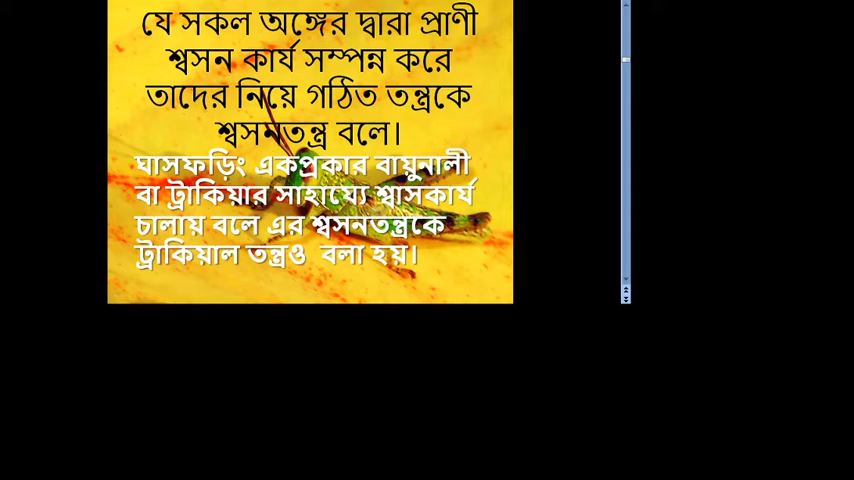 যে সকল অঙ্গের দ্বারা প্রাণী
শ্বসন কার্য সম্পন্ন করে
তাদের নিয়ে গঠিত তন্ত্রকে
শ্বসনতন্ত্র বলে।
ঘাসফড়িং একপ্রকার বায়ুনালী
বা ট্রাকিয়ার সাহায্যে শ্বাসকার্য
চালায় বলে এর শ্বসনতন্ত্রকে
ট্রাকিয়াল তন্ত্রও বলা হয়।